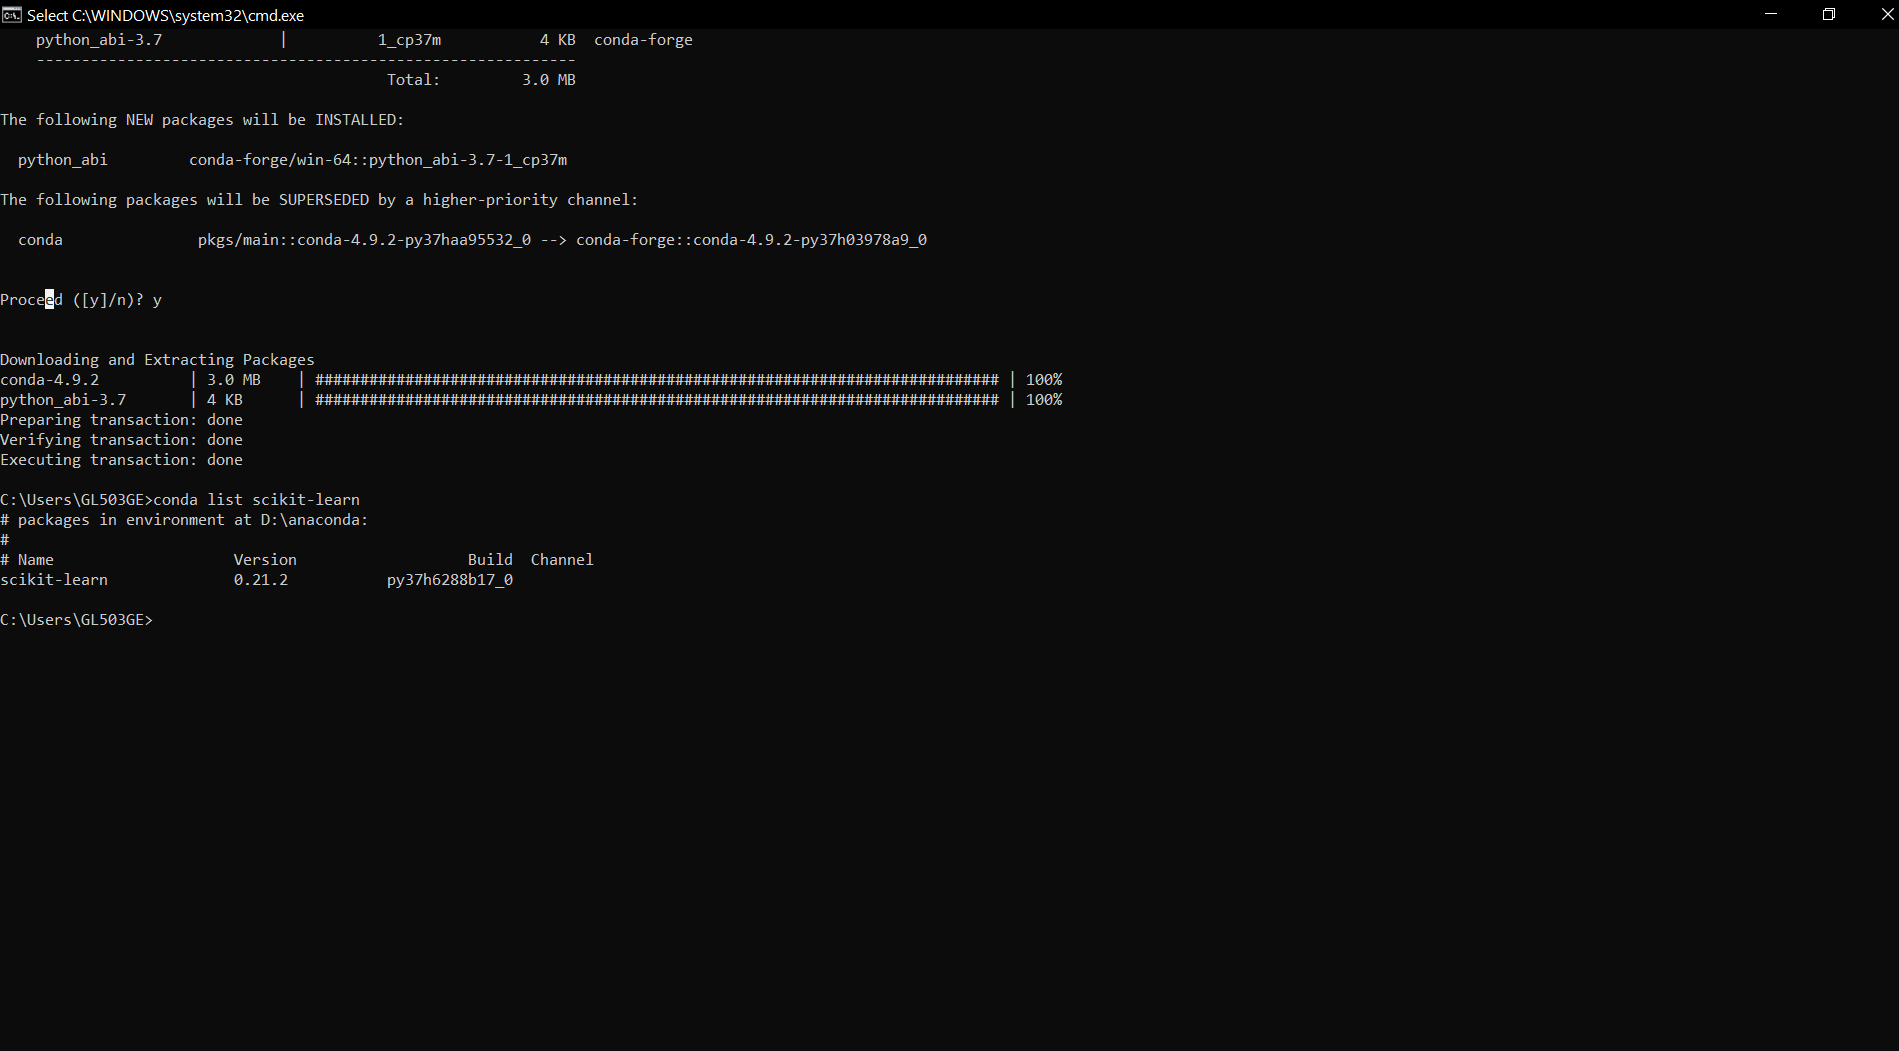 Select C:\WINDOWS\system32\cmd.exe
python_abi-3.7             |          1_cp37m           4 KB  conda-forge
------------------------------------------------------------
Total:         3.0 MB
The following NEW packages will be INSTALLED:
python_abi         conda-forge/win-64::python_abi-3.7-1_cp37m
The following packages will be SUPERSEDED by a higher-priority channel:
conda               pkgs/main::conda-4.9.2-py37haa95532_0 --> conda-forge::conda-4.9.2-py37h03978a9_0
Proceed ([y]/n)? y
Downloading and Extracting Packages
conda-4.9.2          | 3.0 MB    | ############################################################################ | 100%
python_abi-3.7       | 4 KB      | ############################################################################ | 100%
Preparing transaction: done
Verifying transaction: done
Executing transaction: done
C:\Users\GL503GE>conda list scikit-learn
# packages in environment at D:\anaconda:
#
# Name                    Version                   Build  Channel
scikit-learn              0.21.2           py37h6288b17_0
C:\Users\GL503GE>